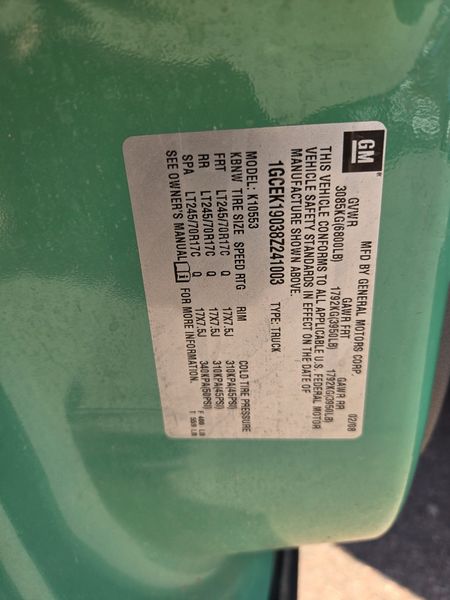 GM
MFD BY GENERAL MOTORS CORP.
02/08
GVWR
GAWR FRT
GAWR RR
3085KG(6800LB)
1792KG(3950LB)
1792KG(3950LB)
THIS VEHICLE CONFORMS TO ALL APPLICABLE U.S. FEDERAL MOTOR
VEHICLE SAFETY STANDARDS IN EFFECT ON THE DATE OF
MANUFACTURE SHOWN ABOVE.
1GCEK19038Z241003
TYPE: TRUCK
MODEL: K10553
KBNW TIRE SIZE SPEED RTG RIM COLD TIRE PRESSURE
FRT LT245/70R17C Q 17X7.5J 310KPA(45PSI)
RR LT245/70R17C Q 17X7.5J 310KPA(45PSI)
SPA LT245/70R17C Q 17X7.5J 340KPA(50PSI)
SEE OWNER'S MANUAL FOR MORE INFORMATION.